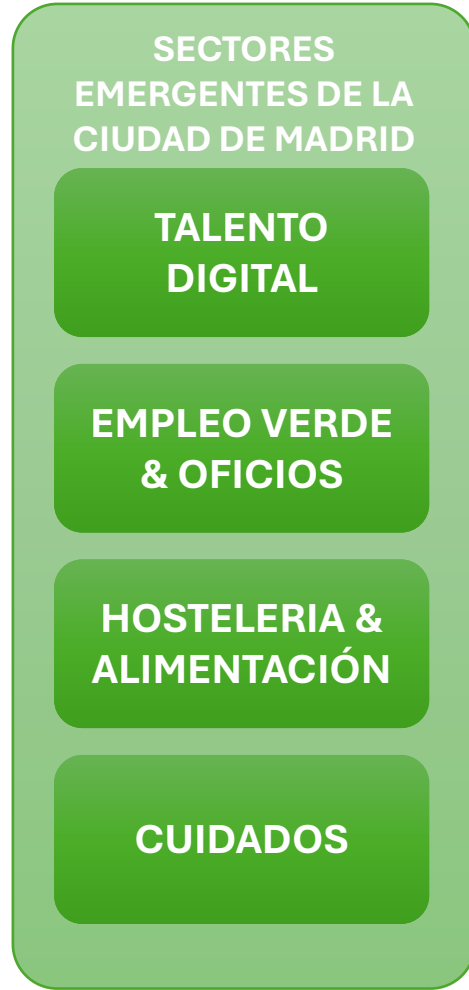 SECTORES
EMERGENTES DE LA
CIUDAD DE MADRID
TALENTO
DIGITAL
EMPLEO VERDE
& OFICIOS
HOSTELERIA &
ALIMENTACIÓN
CUIDADOS